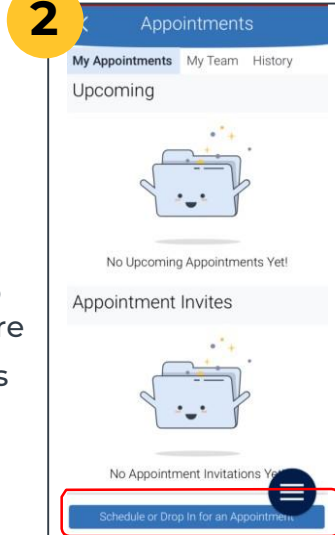 2
Appointments
My Appointments My Team History
Upcoming
No Upcoming Appointments Yet!
re
s
Appointment Invites
No Appointment Invitations
Schedule or Drop In for an Appointment